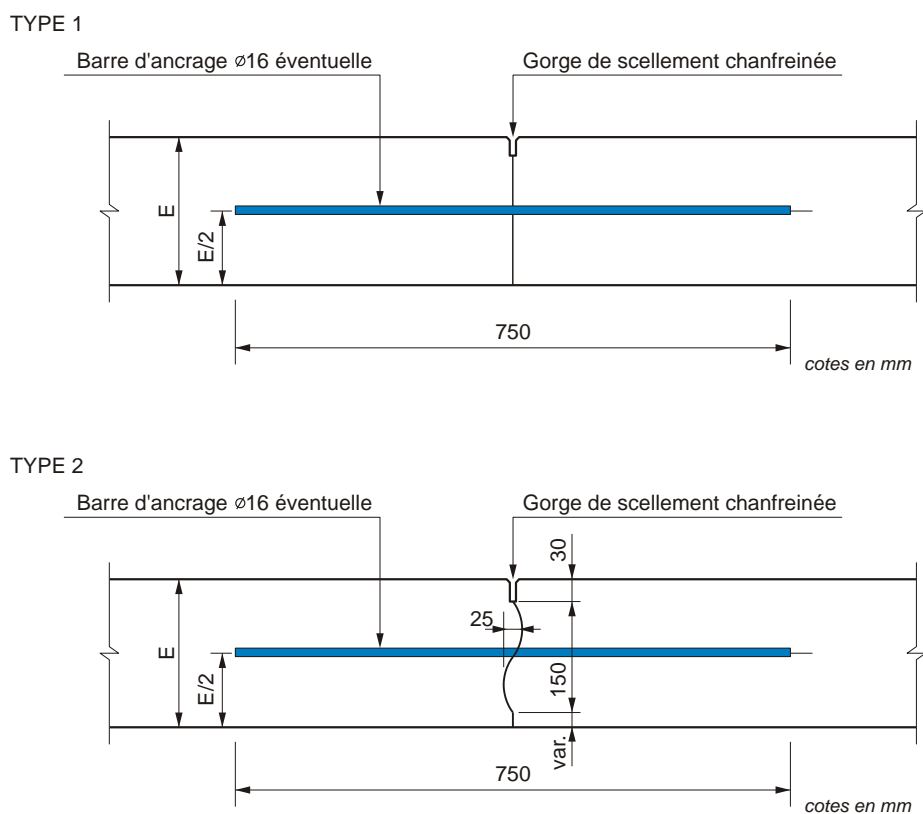 TYPE 1
Barre d'ancrage ⌀16 éventuelle
Gorge de scellement chanfreinée
E
E/2
750
cotes en mm
TYPE 2
Barre d'ancrage ⌀16 éventuelle
Gorge de scellement chanfreinée
30
25
E
150
E/2
var.
750
cotes en mm